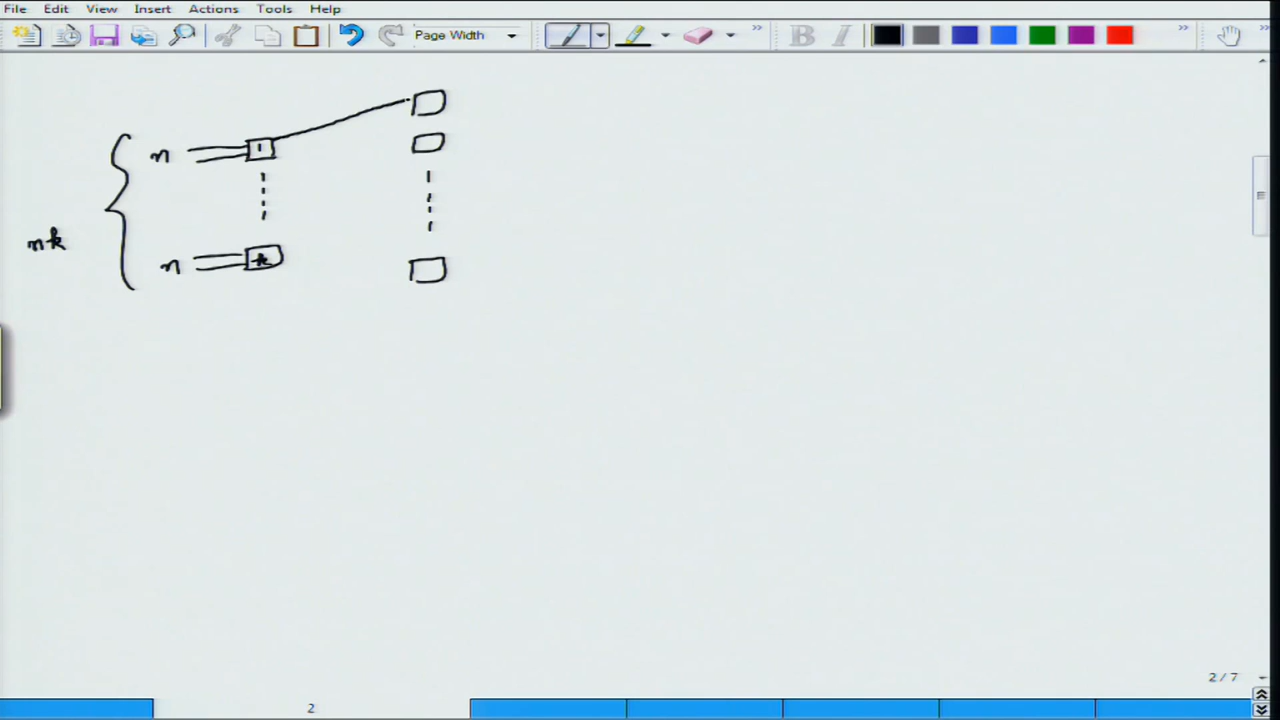 File Edit View Insert Actions Tools Help
Page Width
B I
n 1
nk
n k
2 / 7
2